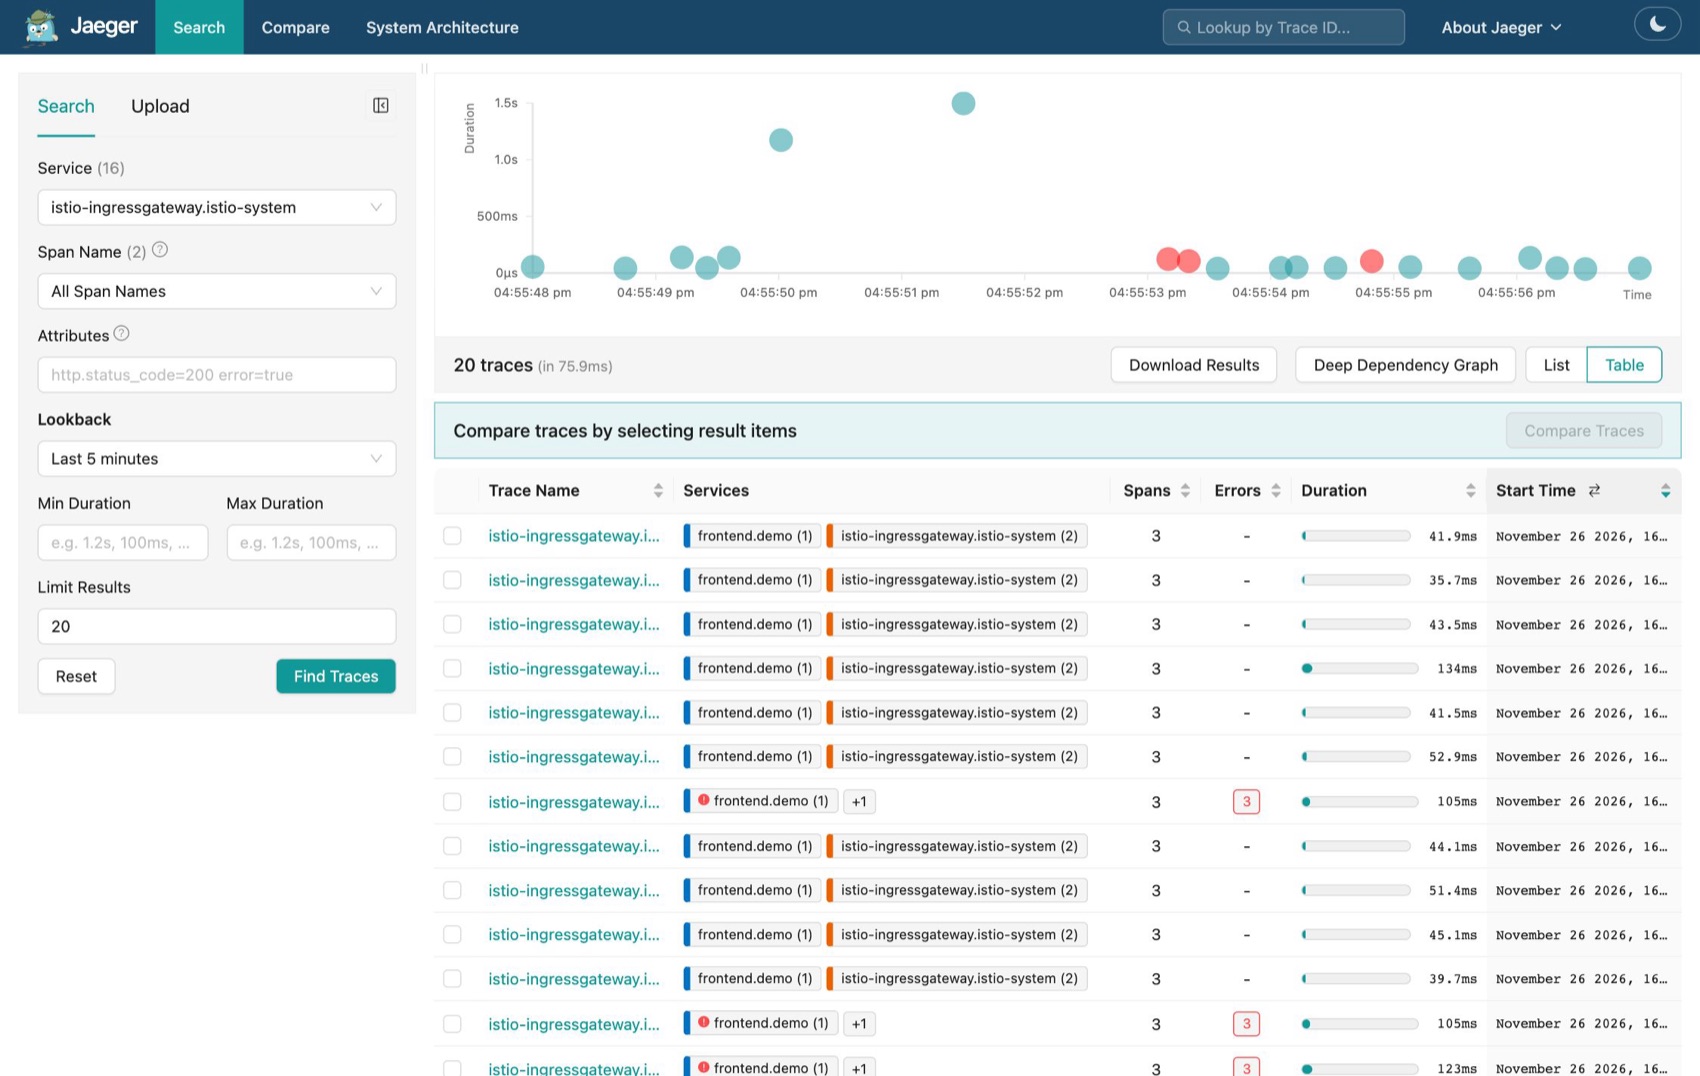 Jaeger Search Compare System Architecture Lookup by Trace ID... About Jaeger
Search Upload
Service (16)
istio-ingressgateway.istio-system
Span Name (2) ?
All Span Names
Attributes ?
http.status_code=200 error=true
Lookback
Last 5 minutes
Min Duration Max Duration
e.g. 1.2s, 100ms, ... e.g. 1.2s, 100ms, ...
Limit Results
20
Reset Find Traces
Duration
1.5s
1.0s
500ms
0µs
04:55:48 pm 04:55:49 pm 04:55:50 pm 04:55:51 pm 04:55:52 pm 04:55:53 pm 04:55:54 pm 04:55:55 pm 04:55:56 pm Time
20 traces (in 75.9ms) Download Results Deep Dependency Graph List Table
Compare traces by selecting result items Compare Traces
Trace Name Services Spans Errors Duration Start Time
istio-ingressgateway.i... frontend.demo (1) istio-ingressgateway.istio-system (2) 3 - 41.9ms November 26 2026, 16...
istio-ingressgateway.i... frontend.demo (1) istio-ingressgateway.istio-system (2) 3 - 35.7ms November 26 2026, 16...
istio-ingressgateway.i... frontend.demo (1) istio-ingressgateway.istio-system (2) 3 - 43.5ms November 26 2026, 16...
istio-ingressgateway.i... frontend.demo (1) istio-ingressgateway.istio-system (2) 3 - 134ms November 26 2026, 16...
istio-ingressgateway.i... frontend.demo (1) istio-ingressgateway.istio-system (2) 3 - 41.5ms November 26 2026, 16...
istio-ingressgateway.i... frontend.demo (1) istio-ingressgateway.istio-system (2) 3 - 52.9ms November 26 2026, 16...
istio-ingressgateway.i... frontend.demo (1) +1 3 3 105ms November 26 2026, 16...
istio-ingressgateway.i... frontend.demo (1) istio-ingressgateway.istio-system (2) 3 - 44.1ms November 26 2026, 16...
istio-ingressgateway.i... frontend.demo (1) istio-ingressgateway.istio-system (2) 3 - 51.4ms November 26 2026, 16...
istio-ingressgateway.i... frontend.demo (1) istio-ingressgateway.istio-system (2) 3 - 45.1ms November 26 2026, 16...
istio-ingressgateway.i... frontend.demo (1) istio-ingressgateway.istio-system (2) 3 - 39.7ms November 26 2026, 16...
istio-ingressgateway.i... frontend.demo (1) +1 3 3 105ms November 26 2026, 16...
istio-ingressgateway.i... frontend.demo (1) +1 3 3 123ms November 26 2026, 16...